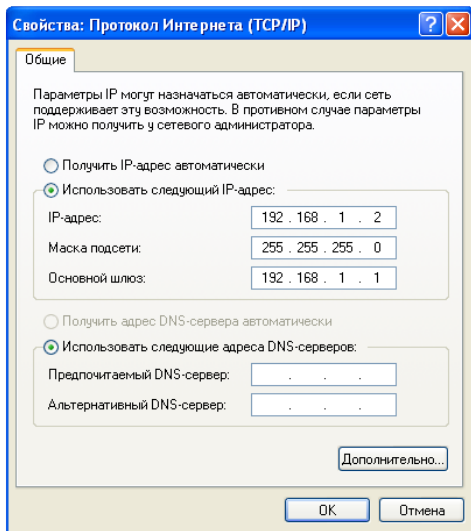 Свойства: Протокол Интернета (TCP/IP)
Общие
Параметры IP могут назначаться автоматически, если сеть
поддерживает эту возможность. В противном случае параметры
IP можно получить у сетевого администратора.
Получить IP-адрес автоматически
Использовать следующий IP-адрес:
IP-адрес: 192 . 168 . 1 . 2
Маска подсети: 255 . 255 . 255 . 0
Основной шлюз: 192 . 168 . 1 . 1
Получить адрес DNS-сервера автоматически
Использовать следующие адреса DNS-серверов:
Предпочитаемый DNS-сервер: . . .
Альтернативный DNS-сервер: . . .
Дополнительно...
OK Отмена